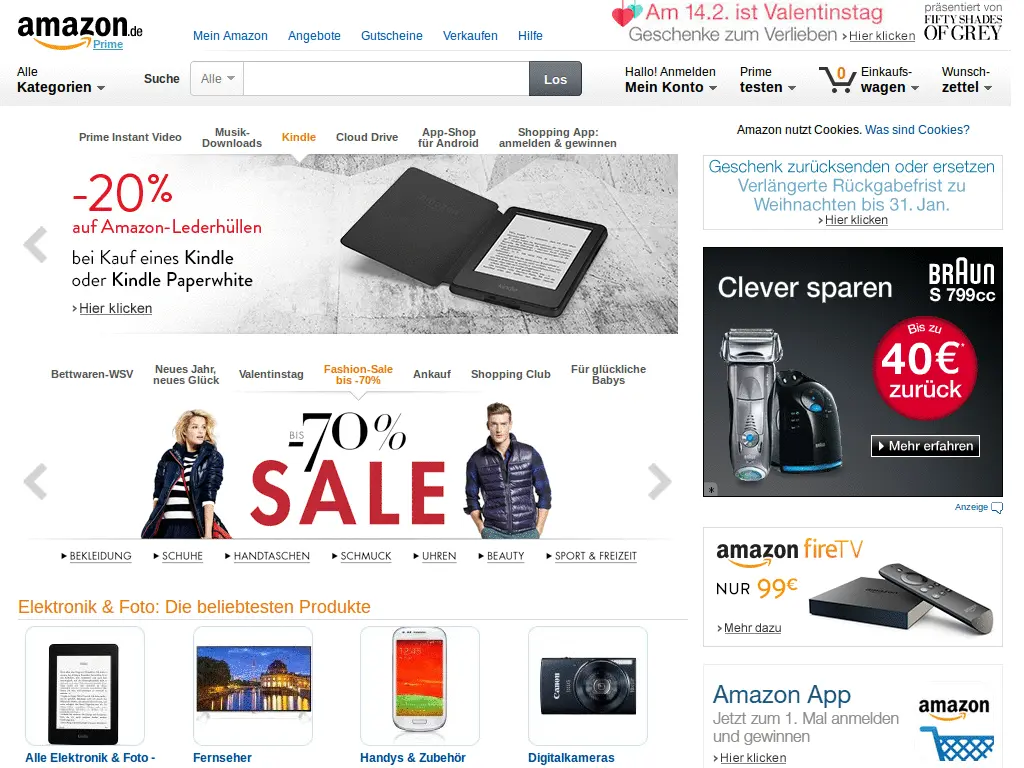 amazon.de
Prime
Mein Amazon
Angebote
Gutscheine
Verkaufen
Hilfe
Am 14.2. ist Valentinstag
Geschenke zum Verlieben
Hier klicken
präsentiert von
FIFTY SHADES
OF GREY
Alle
Kategorien
Suche
Alle
Los
Hallo! Anmelden
Mein Konto
Prime
testen
0
Einkaufs-
wagen
Wunsch-
zettel
Prime Instant Video
Musik-
Downloads
Kindle
Cloud Drive
App-Shop
für Android
Shopping App:
anmelden & gewinnen
Amazon nutzt Cookies. Was sind Cookies?
-20%
auf Amazon-Lederhüllen
bei Kauf eines Kindle
oder Kindle Paperwhite
Hier klicken
Geschenk zurücksenden oder ersetzen
Verlängerte Rückgabefrist zu
Weihnachten bis 31. Jan.
Hier klicken
Clever sparen
BRAUN
S 799cc
Bis zu
40€*
zurück
Mehr erfahren
Anzeige
Bettwaren-WSV
Neues Jahr,
neues Glück
Valentinstag
Fashion-Sale
bis -70%
Ankauf
Shopping Club
Für glückliche
Babys
BIS
-70%
SALE
BEKLEIDUNG
SCHUHE
HANDTASCHEN
SCHMUCK
UHREN
BEAUTY
SPORT & FREIZEIT
amazon fireTV
NUR 99€
Mehr dazu
Elektronik & Foto: Die beliebtesten Produkte
12:45
Canon
Alle Elektronik & Foto -
Fernseher
Handys & Zubehör
Digitalkameras
Amazon App
Jetzt zum 1. Mal anmelden
und gewinnen
Hier klicken
amazon